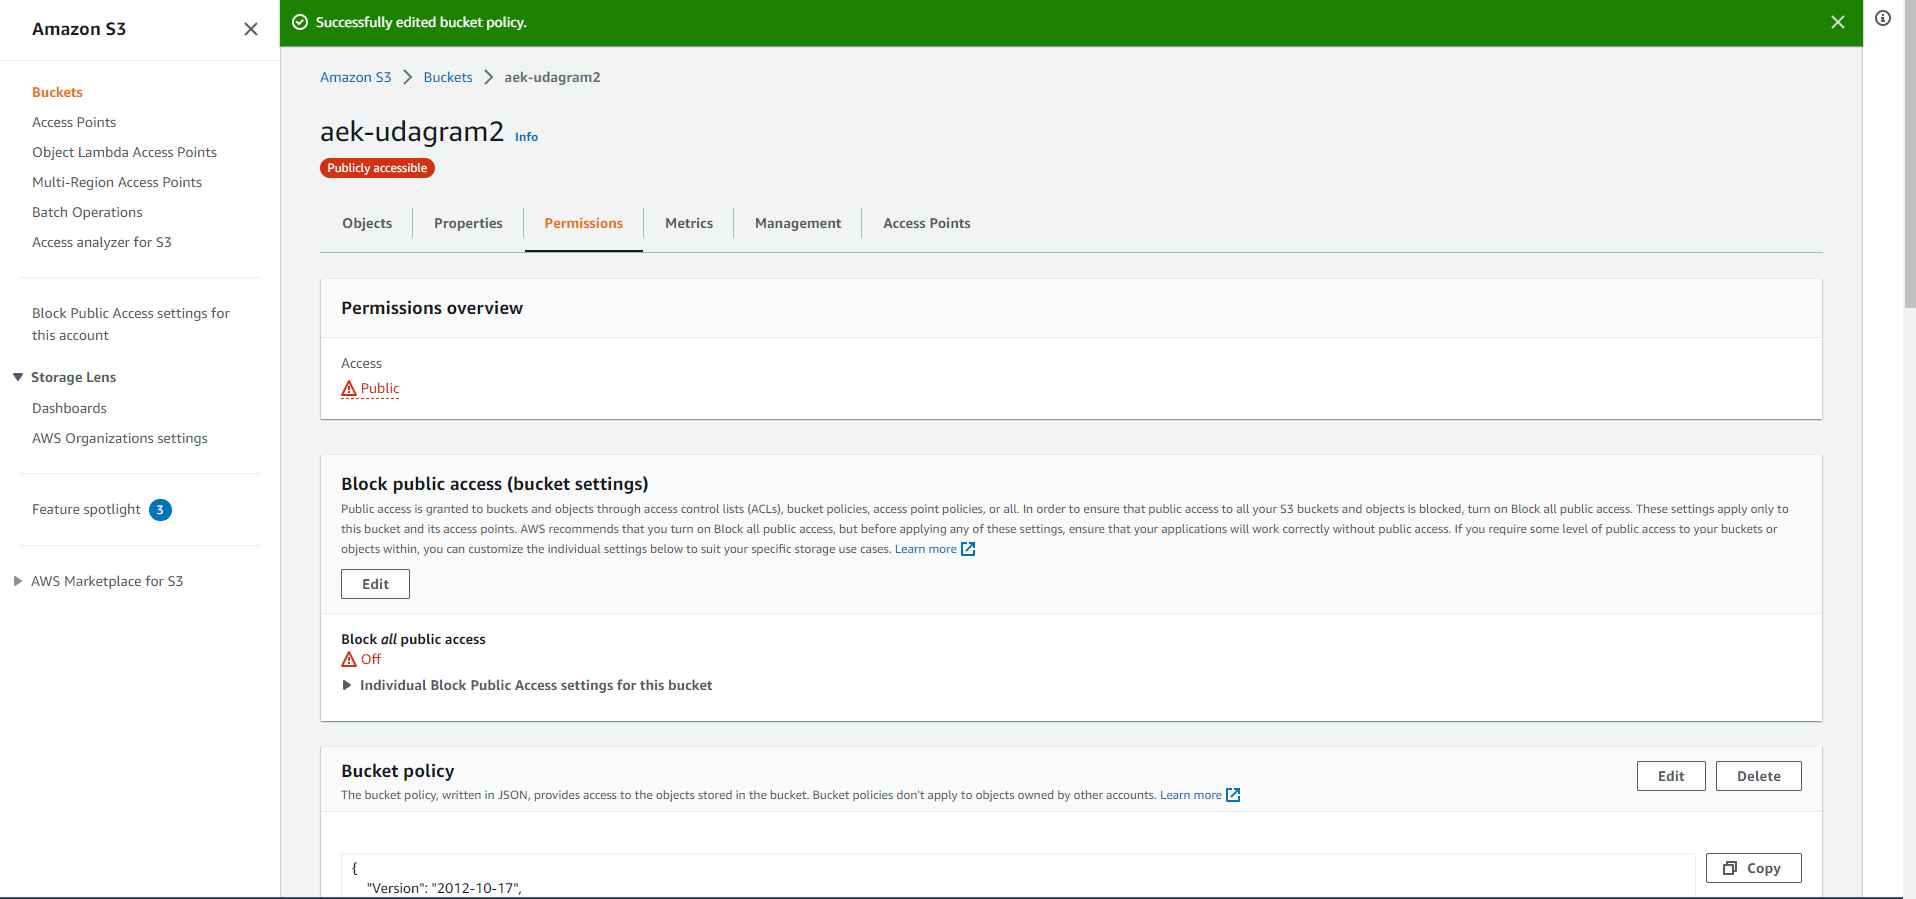 Amazon S3
Buckets
Access Points
Object Lambda Access Points
Multi-Region Access Points
Batch Operations
Access analyzer for S3
Block Public Access settings for
this account
Storage Lens
Dashboards
AWS Organizations settings
Feature spotlight 3
AWS Marketplace for S3
Successfully edited bucket policy.
Amazon S3 Buckets aek-udagram2
aek-udagram2 Info
Publicly accessible
Objects Properties Permissions Metrics Management Access Points
Permissions overview
Access
Public
Block public access (bucket settings)
Public access is granted to buckets and objects through access control lists (ACLs), bucket policies, access point policies, or all. In order to ensure that public access to all your S3 buckets and objects is blocked, turn on Block all public access. These settings apply only to
this bucket and its access points. AWS recommends that you turn on Block all public access, but before applying any of these settings, ensure that your applications will work correctly without public access. If you require some level of public access to your buckets or
objects within, you can customize the individual settings below to suit your specific storage use cases. Learn more
Edit
Block all public access
Off
Individual Block Public Access settings for this bucket
Bucket policy
The bucket policy, written in JSON, provides access to the objects stored in the bucket. Bucket policies don't apply to objects owned by other accounts. Learn more
Edit Delete
{
"Version": "2012-10-17",
Copy